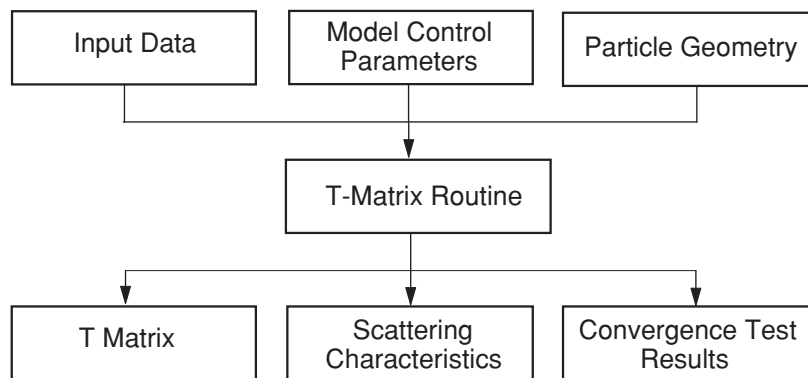 Input Data
Model Control
Parameters
Particle Geometry
T-Matrix Routine
T Matrix
Scattering
Characteristics
Convergence Test
Results